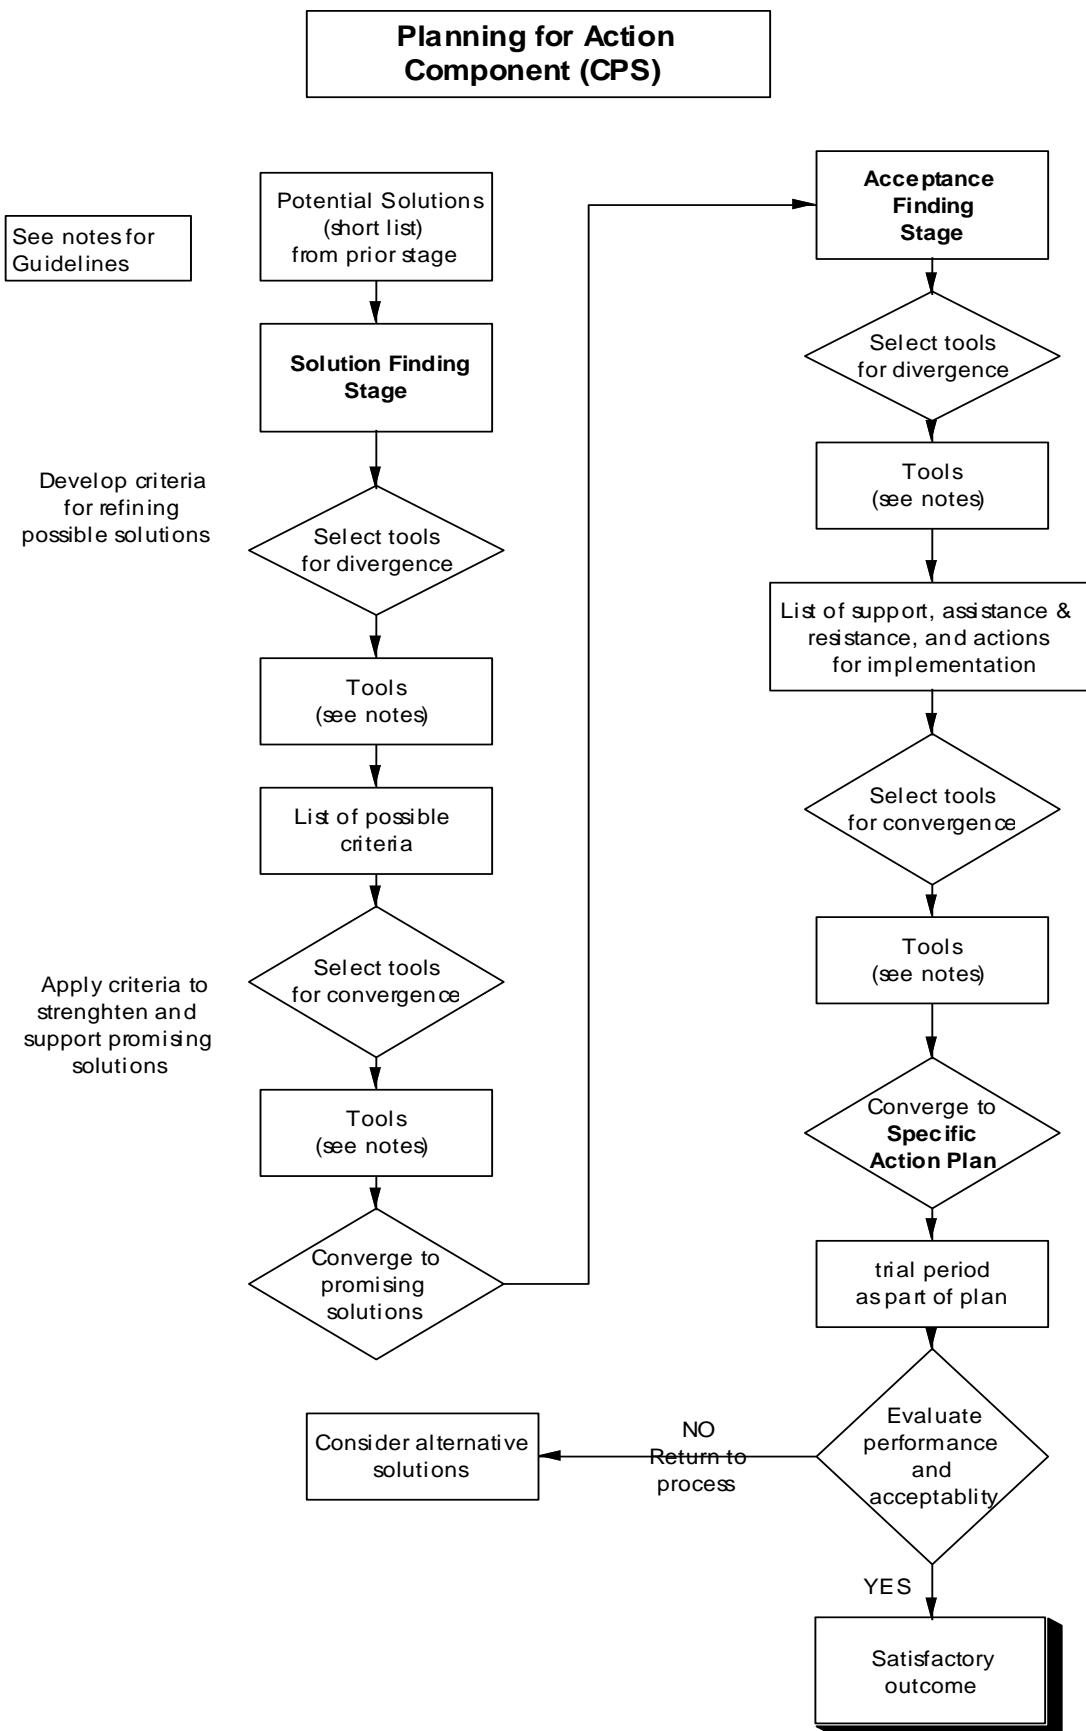 Planning for Action
Component (CPS)
See notes for
Guidelines
Potential Solutions
(short list)
from prior stage
Solution Finding
Stage
Develop criteria
for refining
possible solutions
Select tools
for divergence
Tools
(see notes)
List of possible
criteria
Apply criteria to
strenghten and
support promising
solutions
Select tools
for convergence
Tools
(see notes)
Converge to
promising
solutions
Acceptance
Finding
Stage
Select tools
for divergence
Tools
(see notes)
List of support, assistance &
resistance, and actions
for implementation
Select tools
for convergence
Tools
(see notes)
Converge to
Specific
Action Plan
trial period
as part of plan
Evaluate
performance
and
acceptablity
NO
Return to
process
Consider alternative
solutions
YES
Satisfactory
outcome